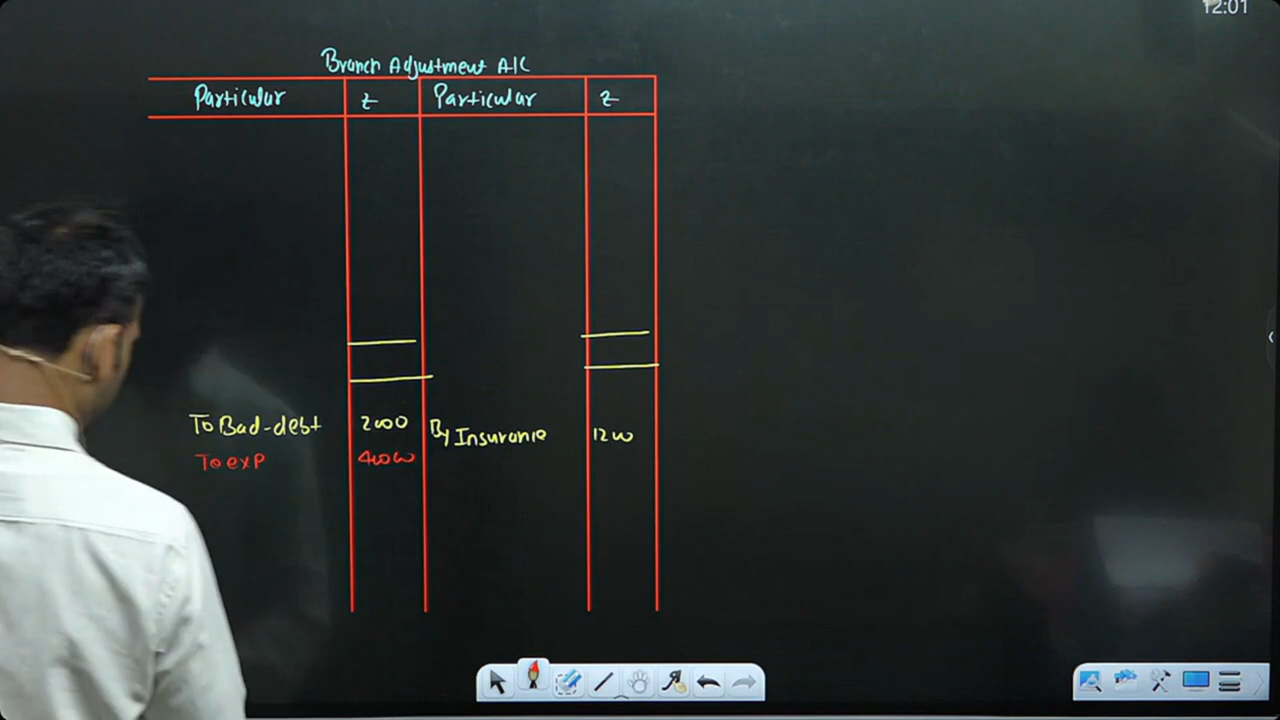 12:01
Branch Adjustment A/C
Particular ₹ Particular ₹
To Bad-debt 2000 By Insurance 1200
To exp 4000